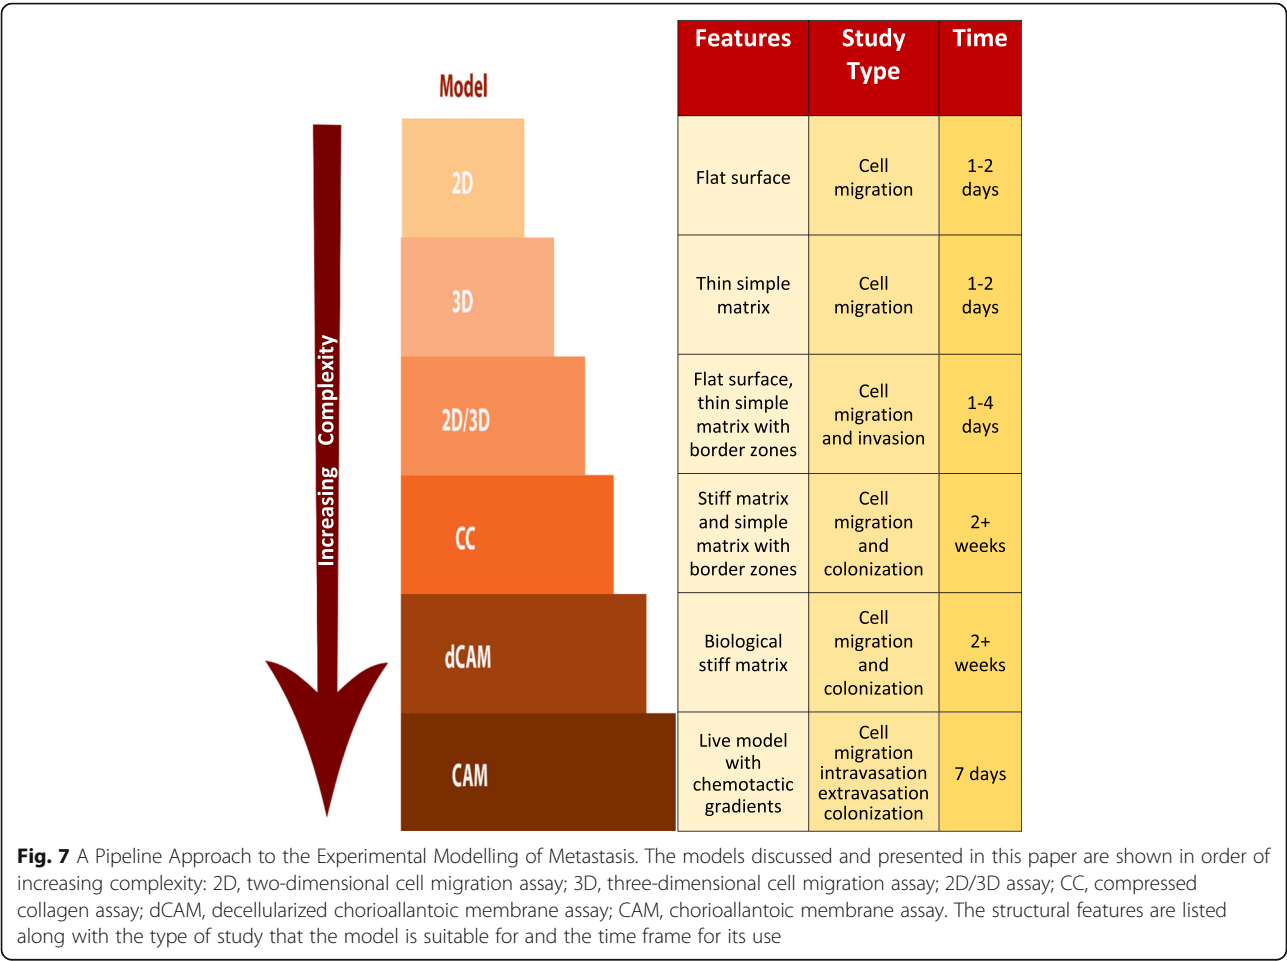 Model
Features
Study
Type
Time
Increasing Complexity
2D
Flat surface
Cell
migration
1-2
days
3D
Thin simple
matrix
Cell
migration
1-2
days
2D/3D
Flat surface,
thin simple
matrix with
border zones
Cell
migration
and invasion
1-4
days
CC
Stiff matrix
and simple
matrix with
border zones
Cell
migration
and
colonization
2+
weeks
dCAM
Biological
stiff matrix
Cell
migration
and
colonization
2+
weeks
CAM
Live model
with
chemotactic
gradients
Cell
migration
intravasation
extravasation
colonization
7 days
Fig. 7 A Pipeline Approach to the Experimental Modelling of Metastasis. The models discussed and presented in this paper are shown in order of
increasing complexity: 2D, two-dimensional cell migration assay; 3D, three-dimensional cell migration assay; 2D/3D assay; CC, compressed
collagen assay; dCAM, decellularized chorioallantoic membrane assay; CAM, chorioallantoic membrane assay. The structural features are listed
along with the type of study that the model is suitable for and the time frame for its use